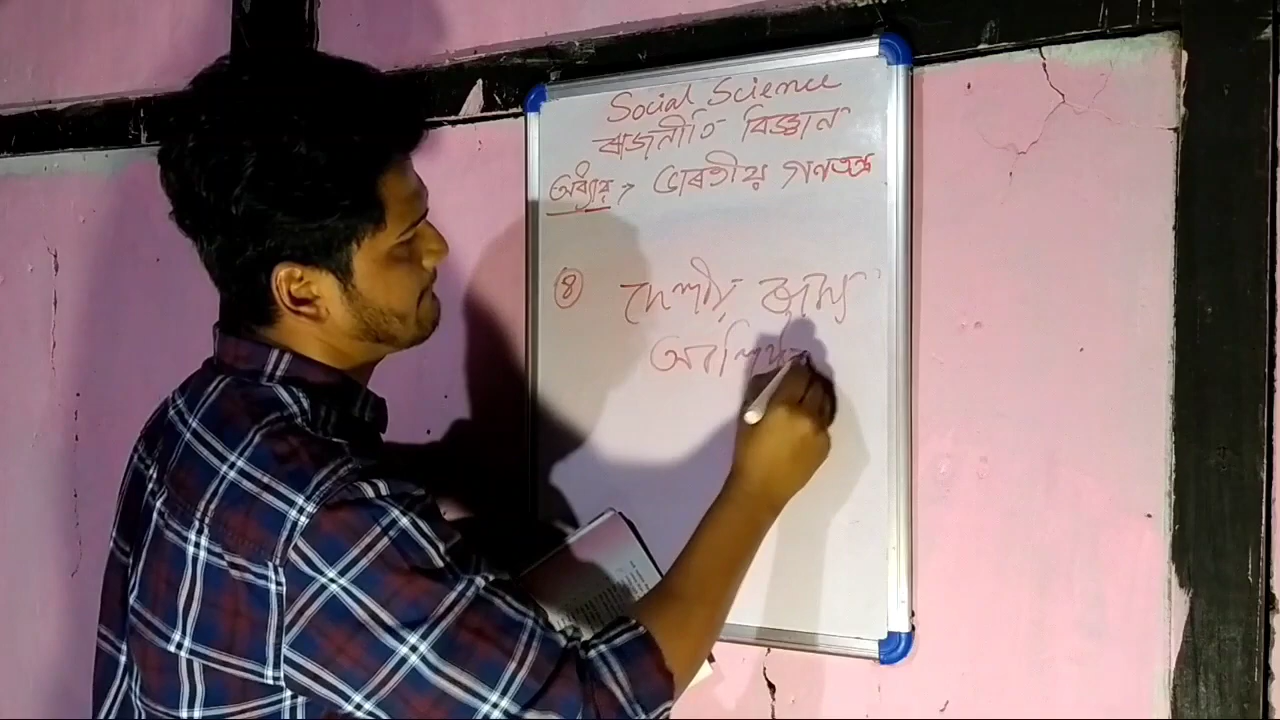 Social Science
ৰাজনীতি বিজ্ঞান
অধ্যায় → ভাৰতীয় গণতন্ত্ৰ
৪ দেশীয় ৰাজ্য